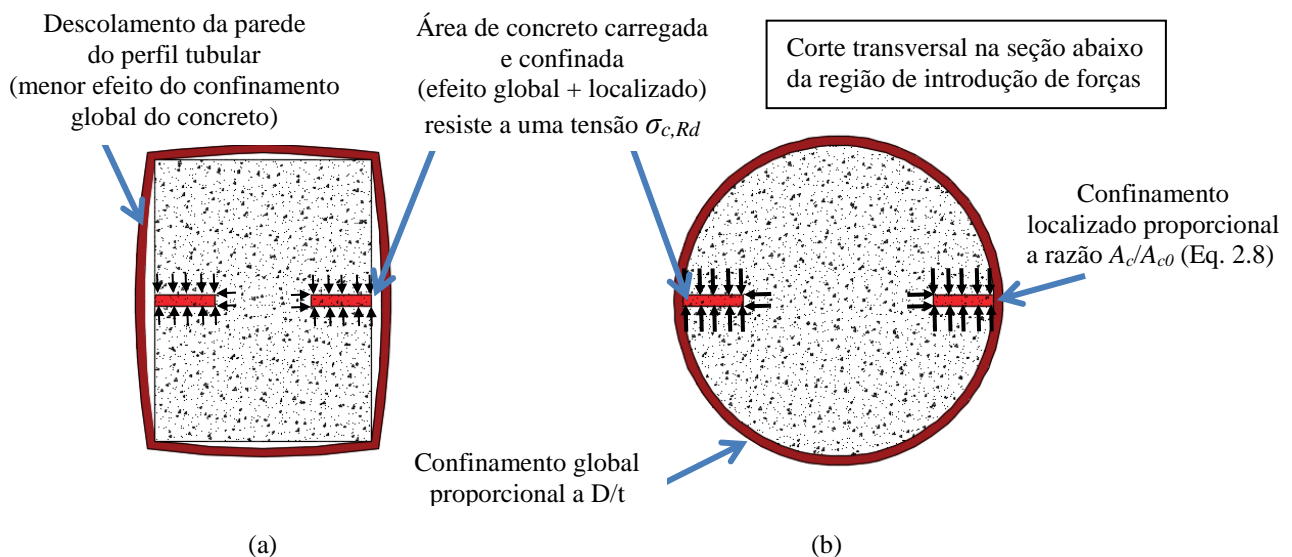 Descolamento da parede
do perfil tubular
(menor efeito do confinamento
global do concreto)
Área de concreto carregada
e confinada
(efeito global + localizado)
resiste a uma tensão σc,Rd
Corte transversal na seção abaixo
da região de introdução de forças
Confinamento
localizado proporcional
a razão Ac/Ac0 (Eq. 2.8)
Confinamento global
proporcional a D/t
(a)
(b)